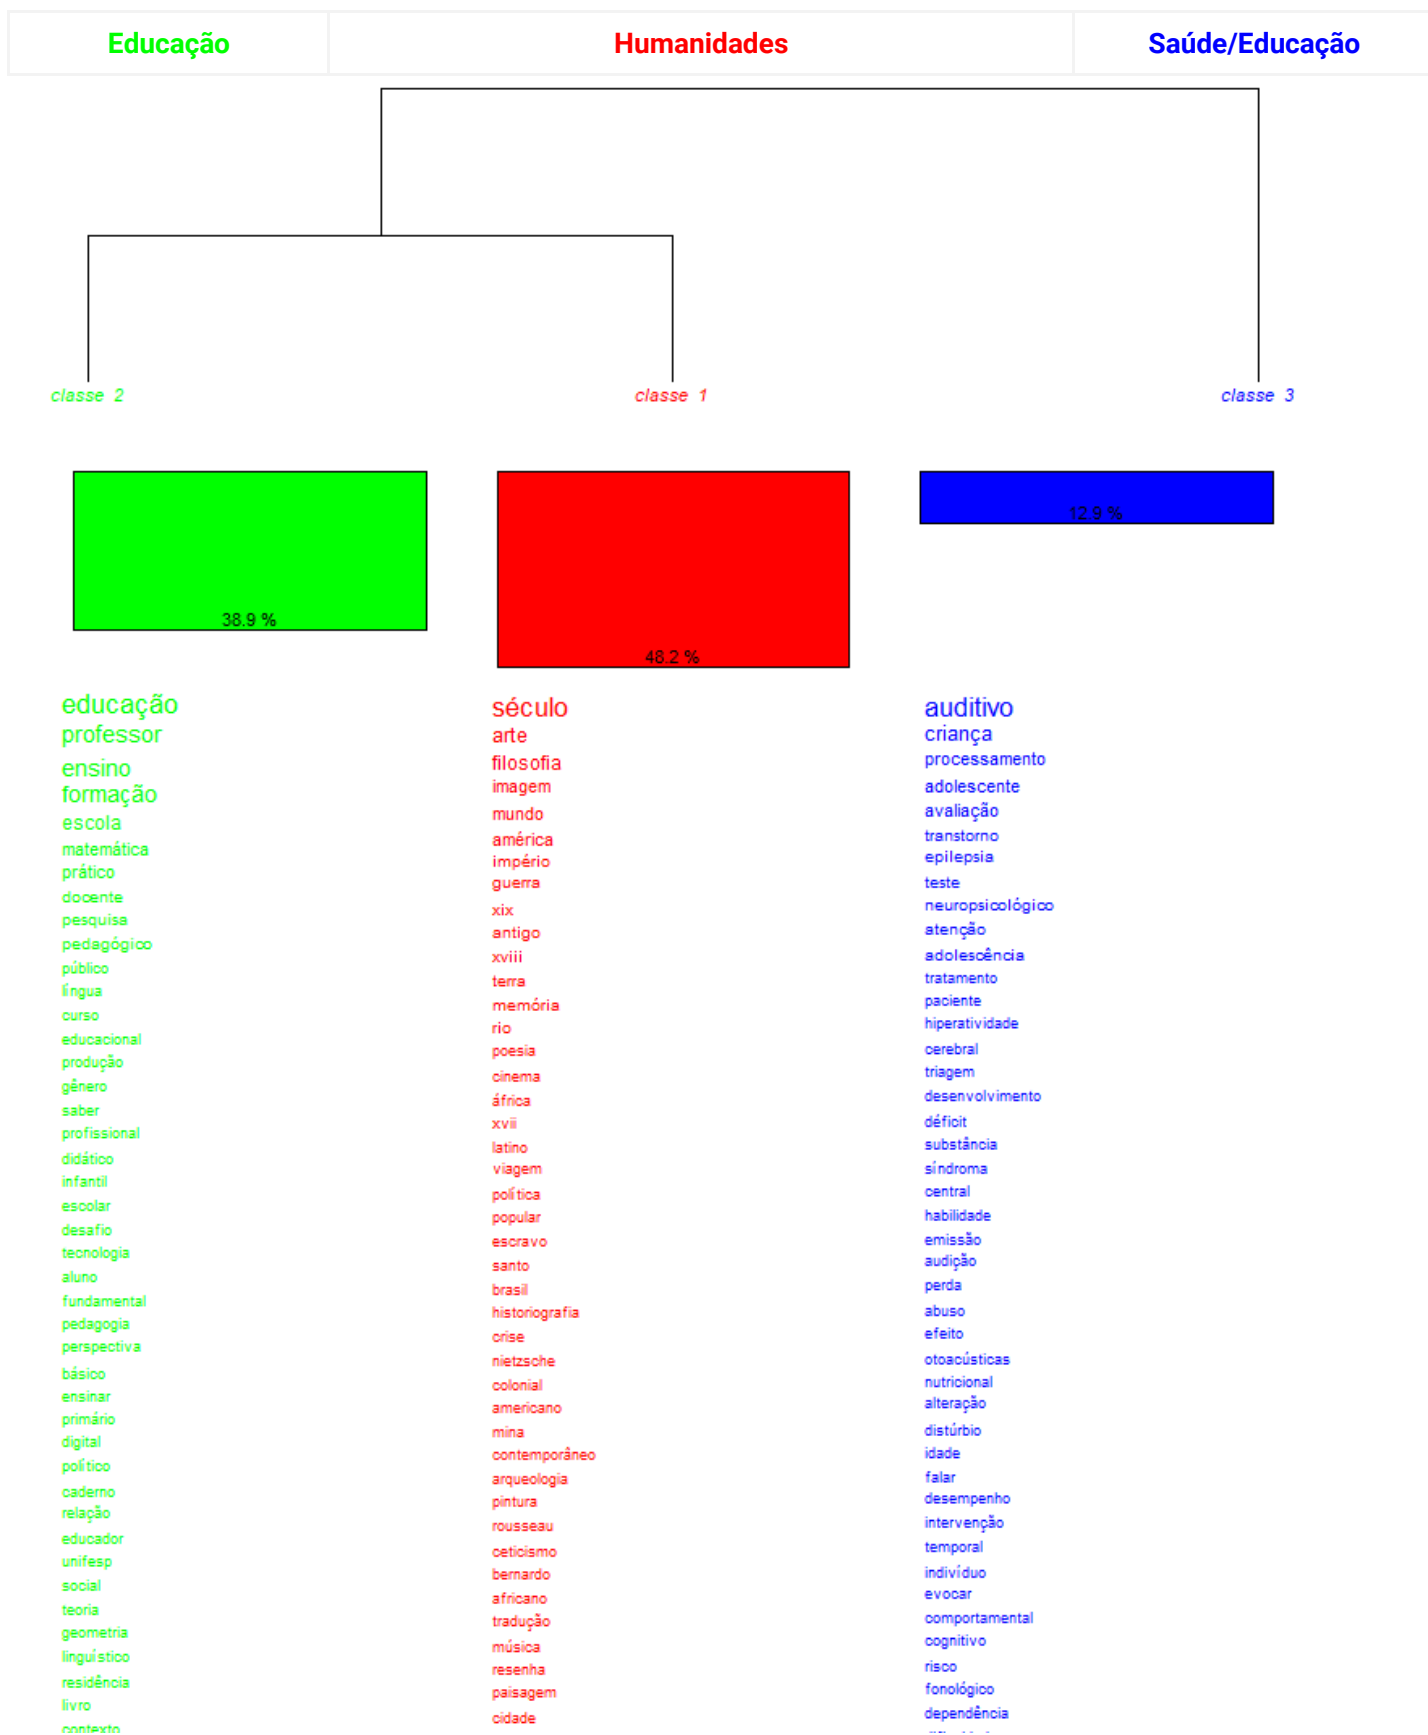 Educação
Humanidades
Saúde/Educação
classe 2
classe 1
classe 3
38.9 %
48.2 %
12.9 %
educação
professor
ensino
formação
escola
matemática
prático
docente
pesquisa
pedagógico
público
língua
curso
educacional
produção
gênero
saber
profissional
didático
infantil
escolar
desafio
tecnologia
aluno
fundamental
pedagogia
perspectiva
básico
ensinar
primário
digital
político
caderno
relação
educador
unifesp
social
teoria
geometria
linguístico
residência
livro
contexto
século
arte
filosofia
imagem
mundo
américa
império
guerra
xix
antigo
xviii
terra
memória
rio
poesia
cinema
áfrica
xvii
latino
viagem
política
popular
escravo
santo
brasil
historiografia
crise
nietzsche
colonial
americano
mina
contemporâneo
arqueologia
pintura
rousseau
ceticismo
bernardo
africano
tradução
música
resenha
paisagem
cidade
auditivo
criança
processamento
adolescente
avaliação
transtorno
epilepsia
teste
neuropsicológico
atenção
adolescência
tratamento
paciente
hiperatividade
cerebral
triagem
desenvolvimento
déficit
substância
síndroma
central
habilidade
emissão
audição
perda
abuso
efeito
otoacústicas
nutricional
alteração
distúrbio
idade
falar
desempenho
intervenção
temporal
indivíduo
evocar
comportamental
cognitivo
risco
fonológico
dependência